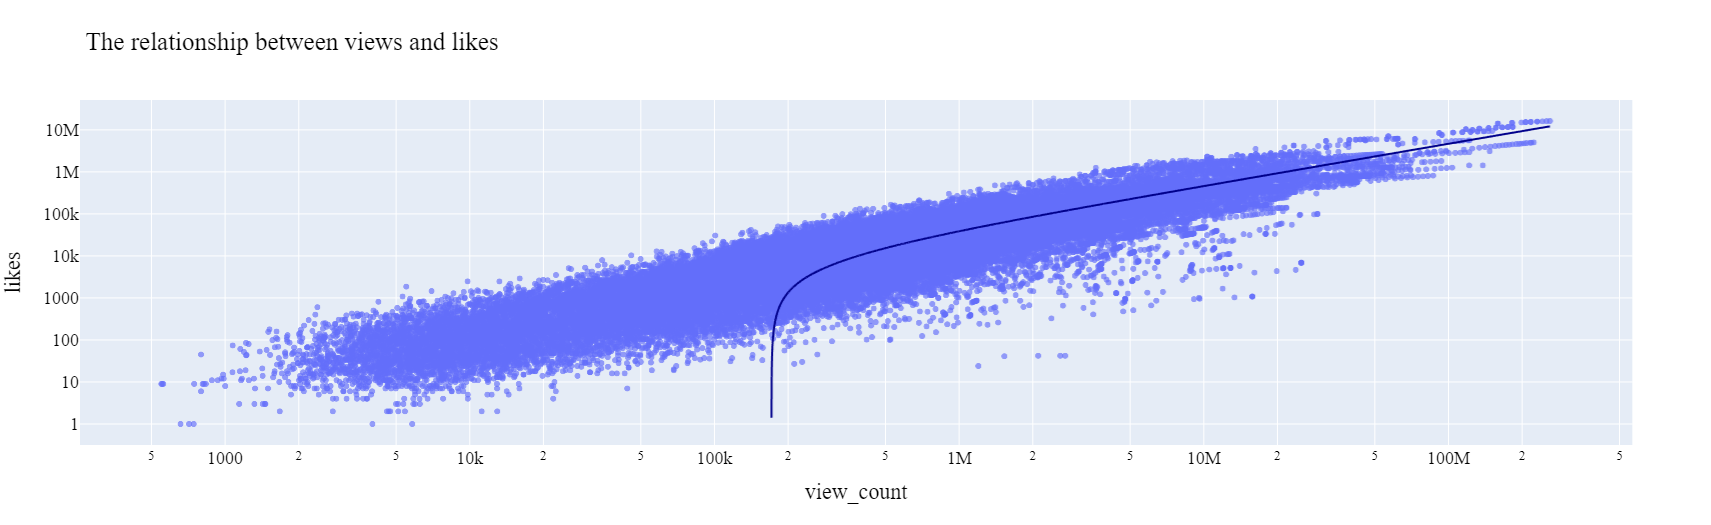 The relationship between views and likes
likes
10M
1M
100k
10k
1000
100
10
1
5 1000 2 5 10k 2 5 100k 2 5 1M 2 5 10M 2 5 100M 2 5
view_count